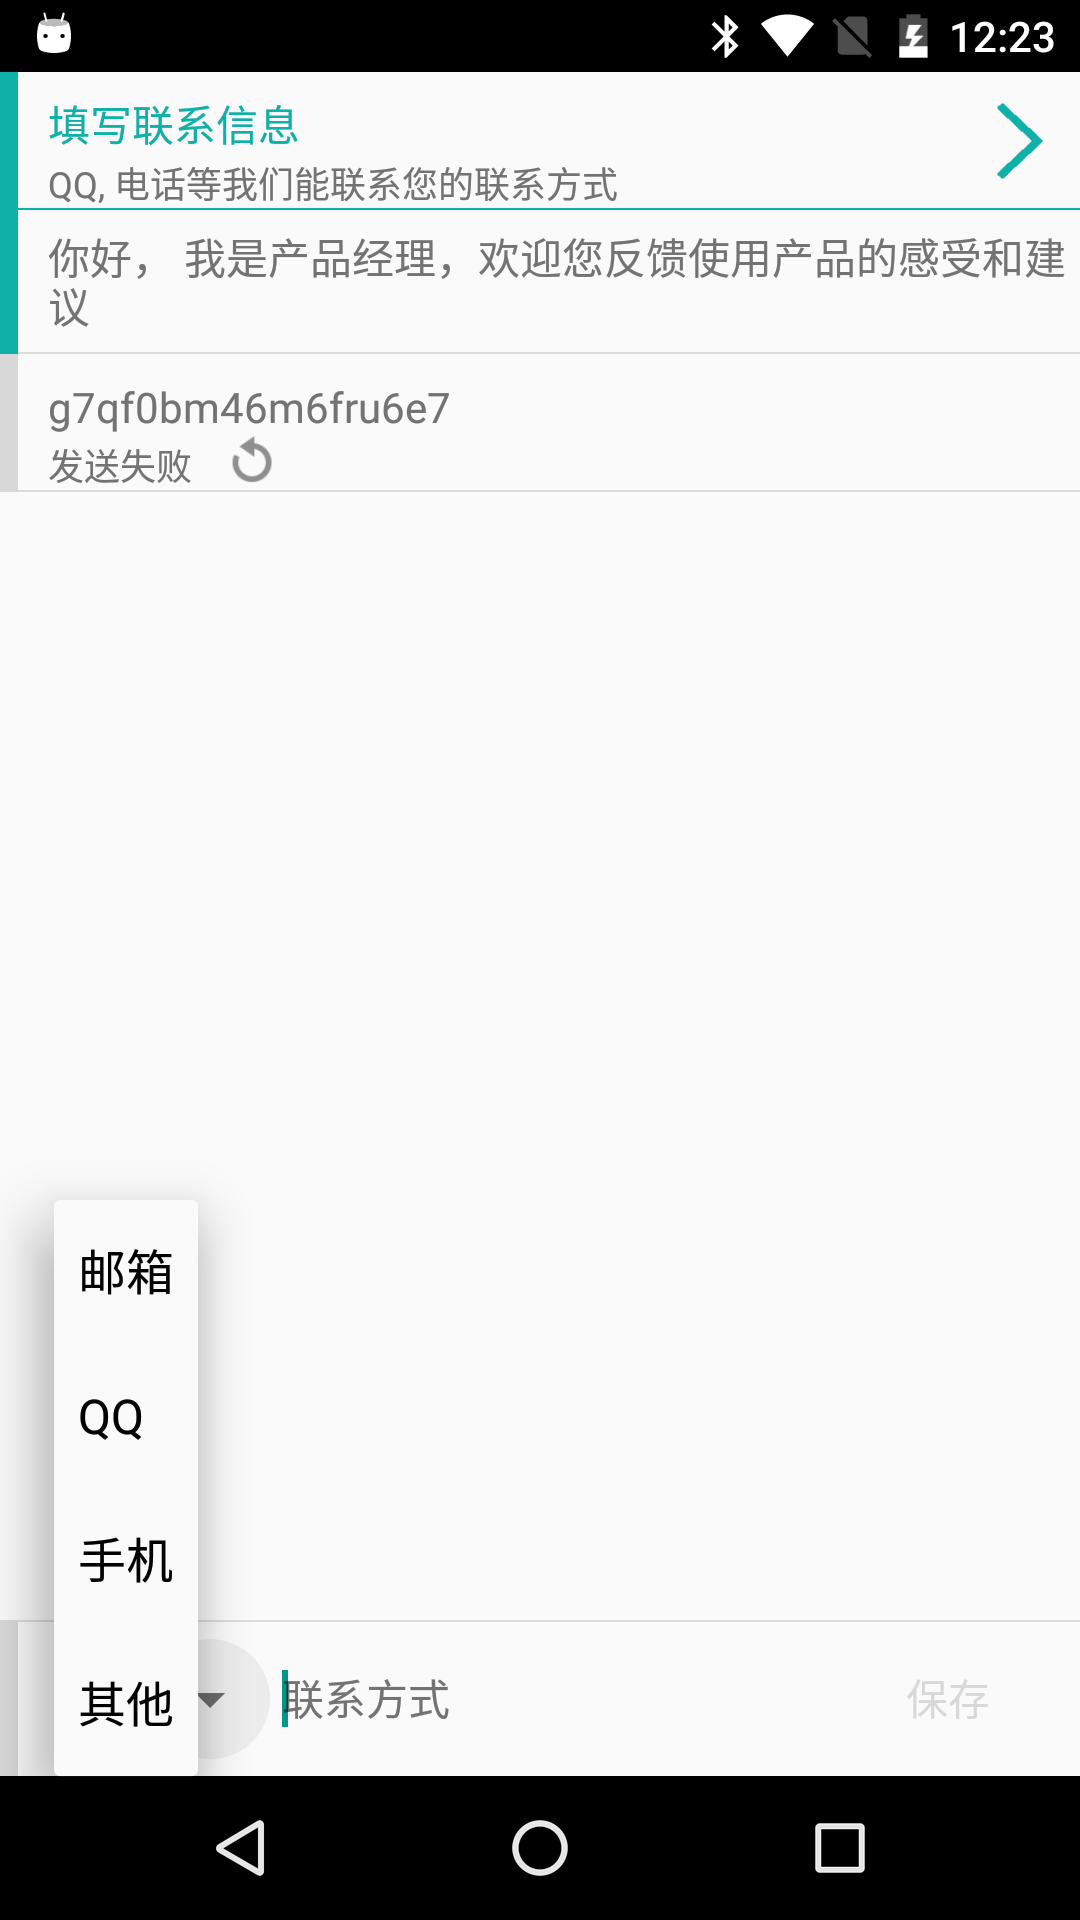 12:23
填写联系信息
QQ, 电话等我们能联系您的联系方式
你好， 我是产品经理，欢迎您反馈使用产品的感受和建
议
g7qf0bm46m6fru6e7
发送失败
邮箱
QQ
手机
其他
联系方式
保存